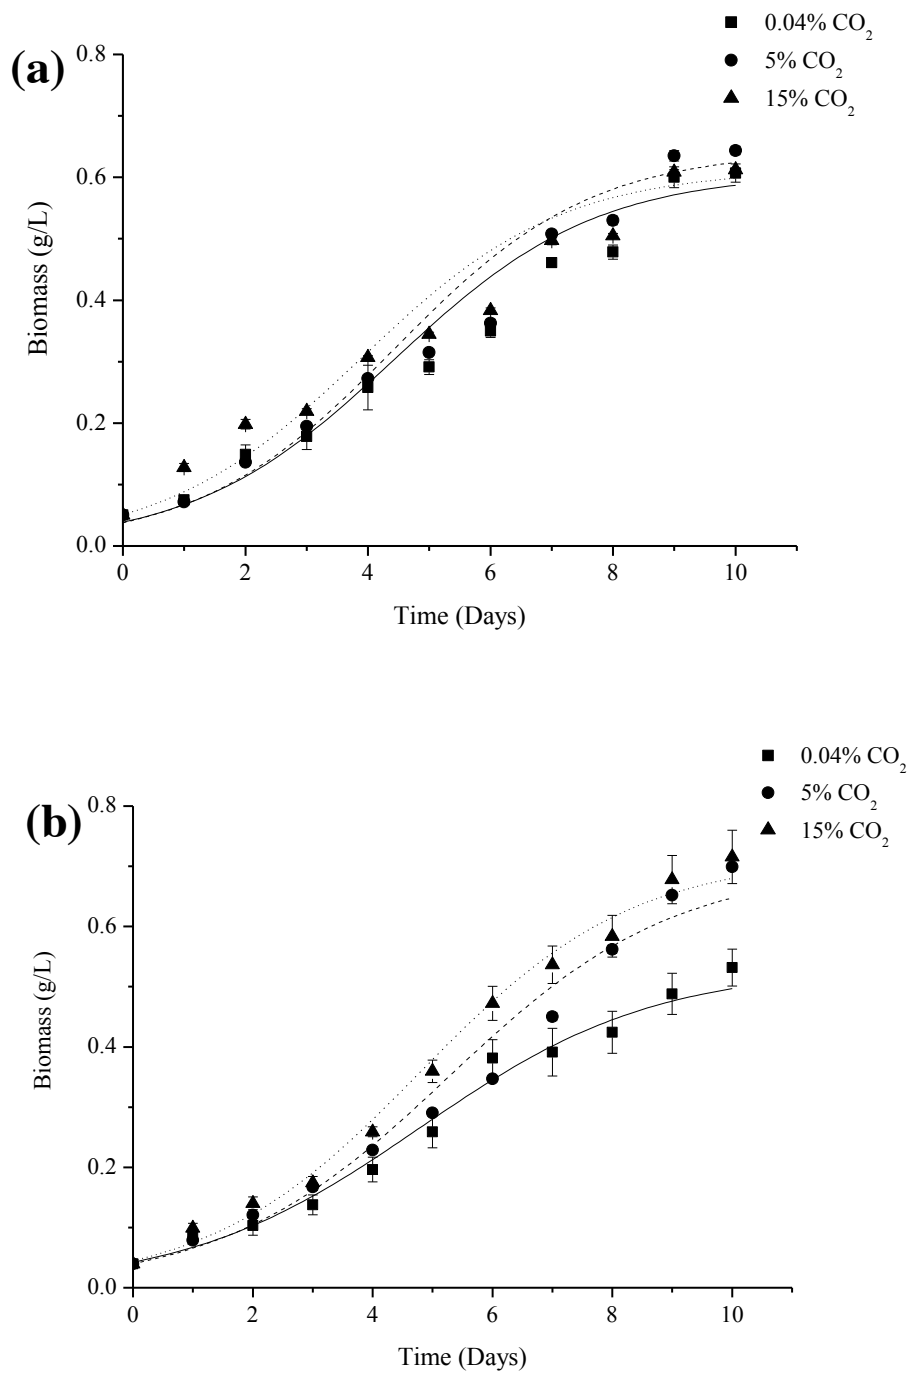 (a)
0.04% CO2
5% CO2
15% CO2
0.8
0.6
0.4
0.2
0.0
Biomass (g/L)
0 2 4 6 8 10
Time (Days)
(b)
0.04% CO2
5% CO2
15% CO2
0.8
0.6
0.4
0.2
0.0
Biomass (g/L)
0 2 4 6 8 10
Time (Days)